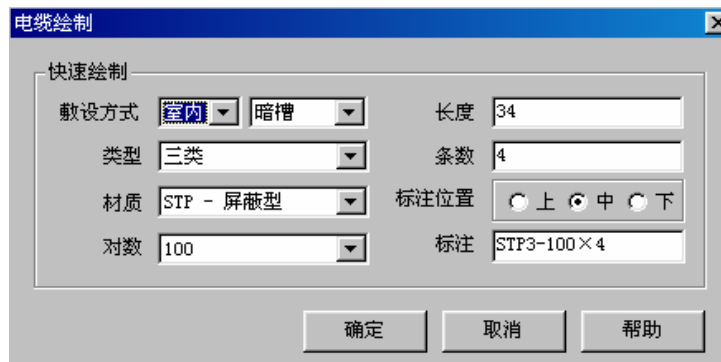 电缆绘制
快速绘制
敷设方式 室内 暗槽 长度 34
类型 三类 条数 4
材质 STP - 屏蔽型 标注位置 上 中 下
对数 100 标注 STP3-100×4
确定 取消 帮助